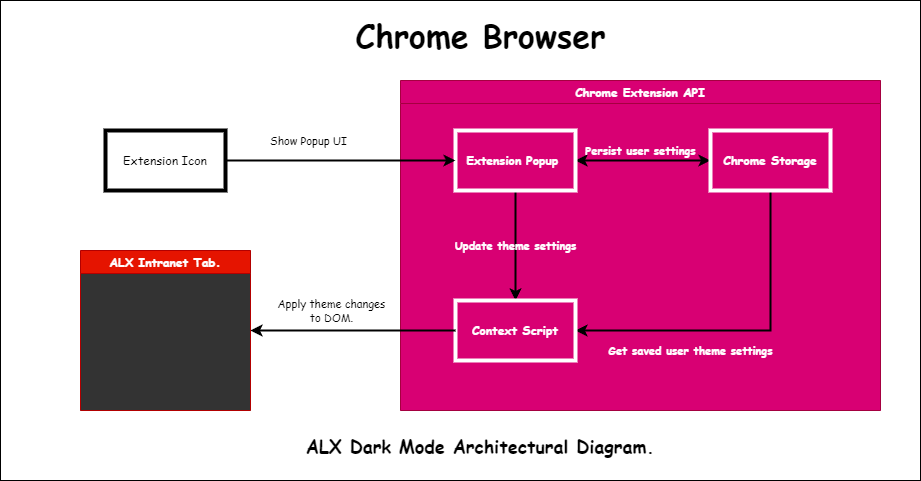 Chrome Browser
Chrome Extension API
Show Popup UI
Extension Icon
Extension Popup
Persist user settings
Chrome Storage
Update theme settings
ALX Intranet Tab.
Apply theme changes
to DOM.
Context Script
Get saved user theme settings
ALX Dark Mode Architectural Diagram.